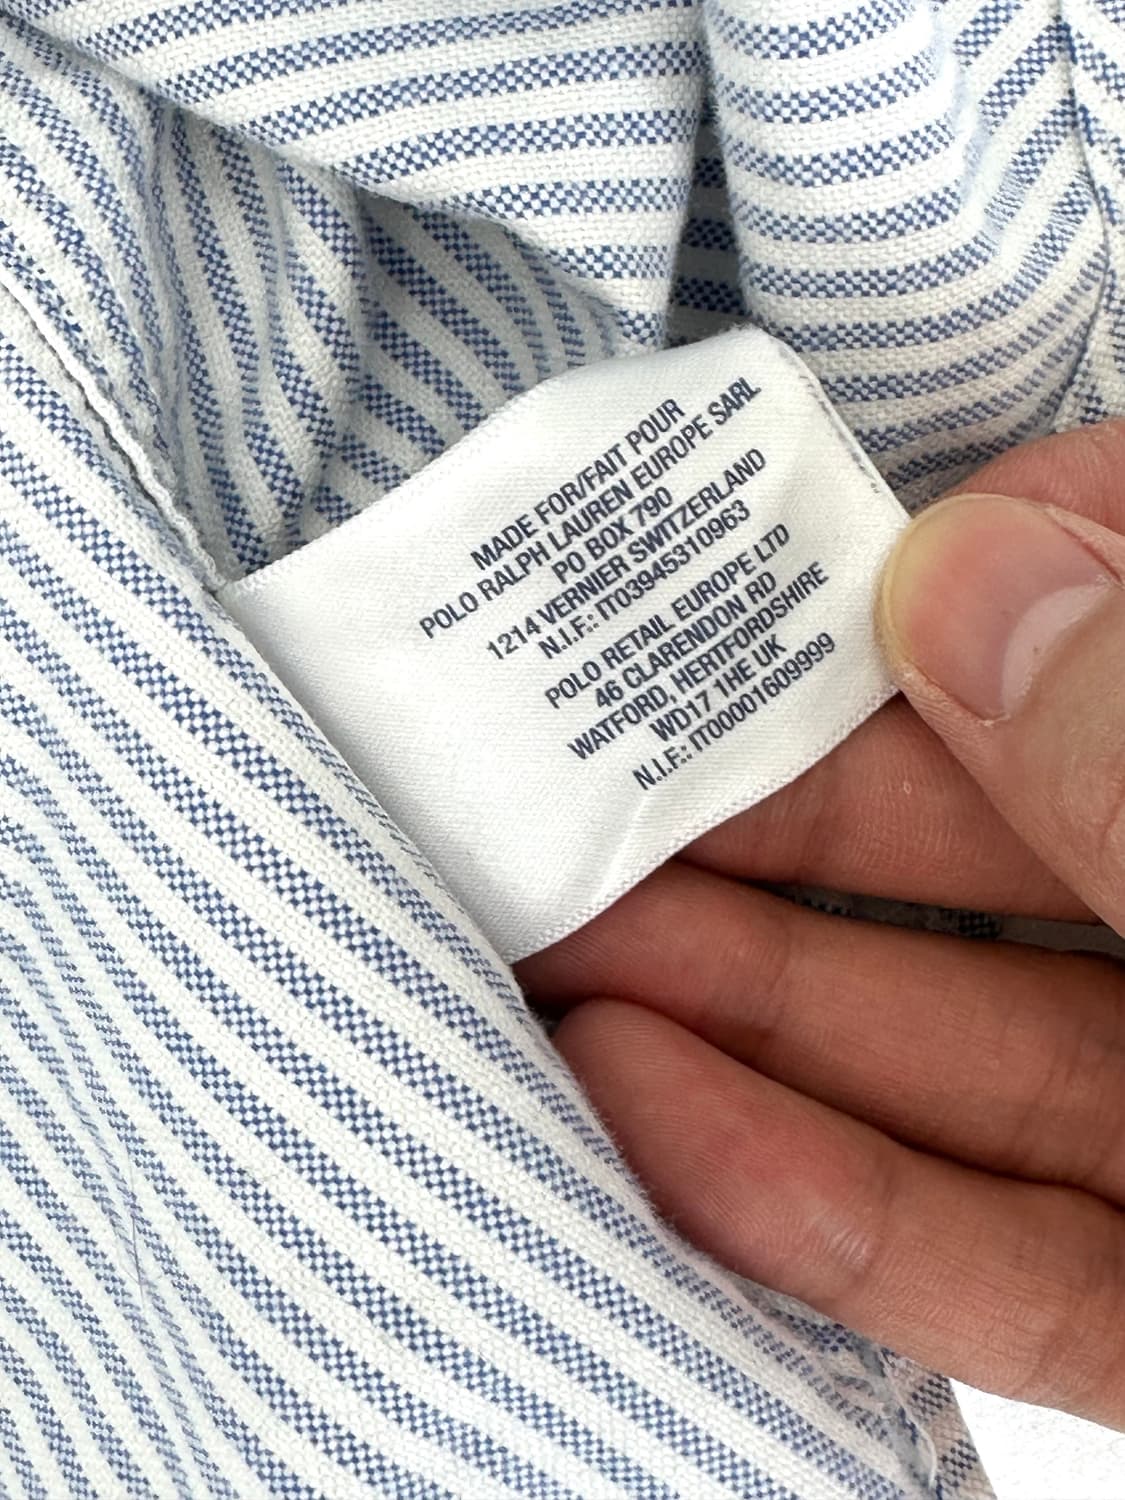 MADE FOR/FAIT POUR
POLO RALPH LAUREN EUROPE SARL
PO BOX 790
1214 VERNIER SWITZERLAND
N.I.F.: IT03945310963
POLO RETAIL EUROPE LTD
46 CLARENDON RD
WATFORD, HERTFORDSHIRE
WD17 1HE UK
N.I.F.: IT00001609999